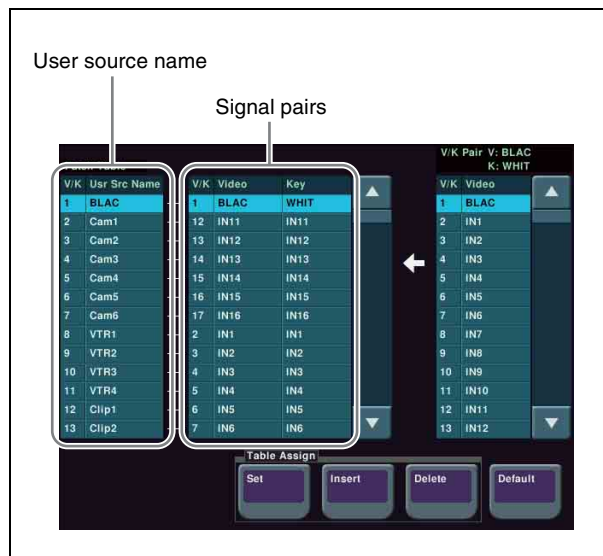 User source name
Signal pairs
V/K Pair V: BLAC
K: WHIT
V/K Usr Src Name V/K Video Key V/K Video
1 BLAC 1 BLAC WHIT 1 BLAC
2 Cam1 12 IN11 IN11 2 IN1
3 Cam2 13 IN12 IN12 3 IN2
4 Cam3 14 IN13 IN13 4 IN3
5 Cam4 15 IN14 IN14 5 IN4
6 Cam5 16 IN15 IN15 6 IN5
7 Cam6 17 IN16 IN16 7 IN6
8 VTR1 2 IN1 IN1 8 IN7
9 VTR2 3 IN2 IN2 9 IN8
10 VTR3 4 IN3 IN3 10 IN9
11 VTR4 5 IN4 IN4 11 IN10
12 Clip1 6 IN5 IN5 12 IN11
13 Clip2 7 IN6 IN6 13 IN12
Table Assign
Set Insert Delete Default